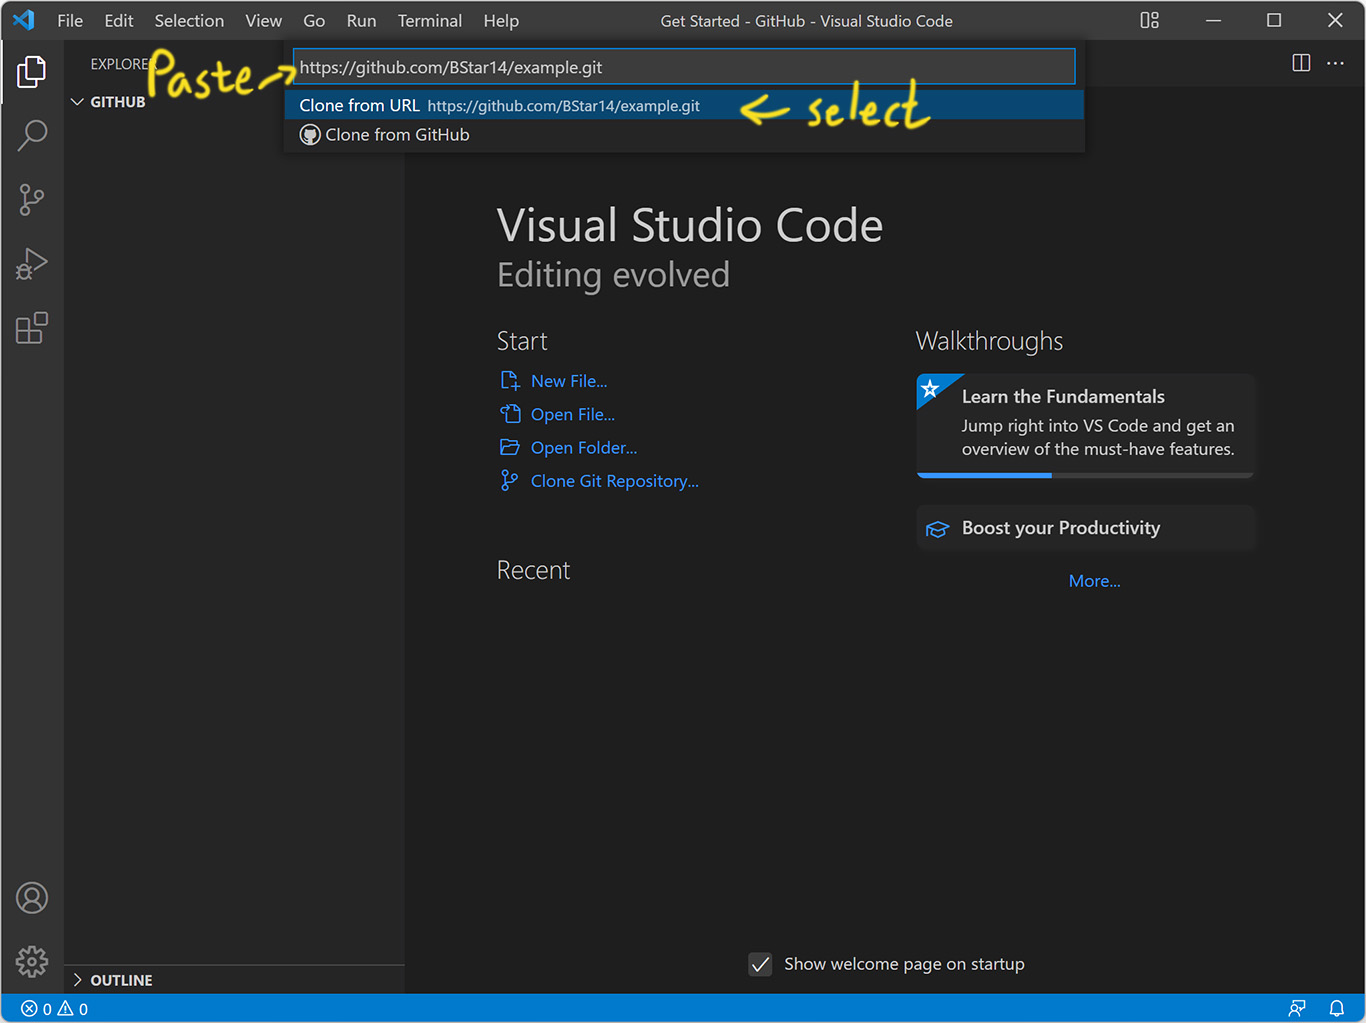 File Edit Selection View Go Run Terminal Help Get Started - GitHub - Visual Studio Code
EXPLORER
Paste
https://github.com/BStar14/example.git
GITHUB
Clone from URL https://github.com/BStar14/example.git
select
Clone from GitHub
Visual Studio Code
Editing evolved
Start
New File...
Open File...
Open Folder...
Clone Git Repository...
Recent
Walkthroughs
Learn the Fundamentals
Jump right into VS Code and get an
overview of the must-have features.
Boost your Productivity
More...
Show welcome page on startup
OUTLINE
0 0